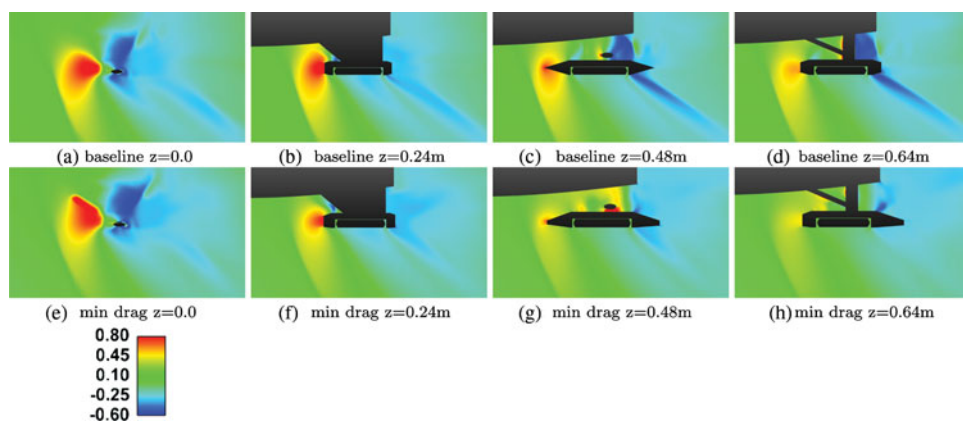 (a) baseline z=0.0
(b) baseline z=0.24m
(c) baseline z=0.48m
(d) baseline z=0.64m
(e) min drag z=0.0
(f) min drag z=0.24m
(g) min drag z=0.48m
(h) min drag z=0.64m
0.80
0.45
0.10
-0.25
-0.60